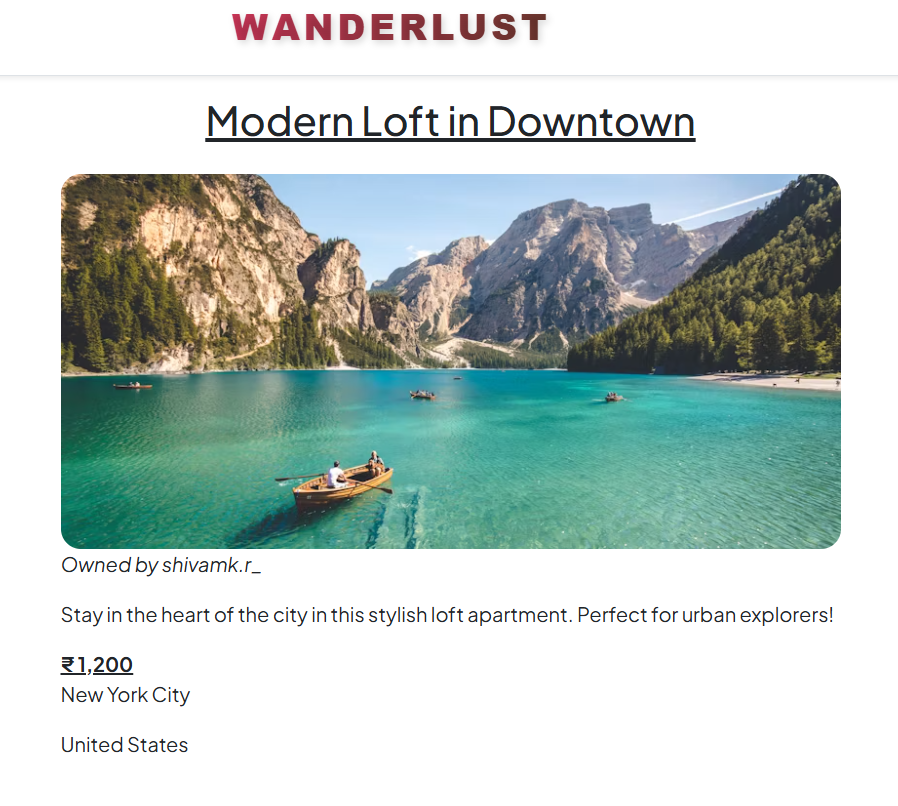 WANDERLUST
Modern Loft in Downtown
Owned by shivamk.r_
Stay in the heart of the city in this stylish loft apartment. Perfect for urban explorers!
₹1,200
New York City
United States